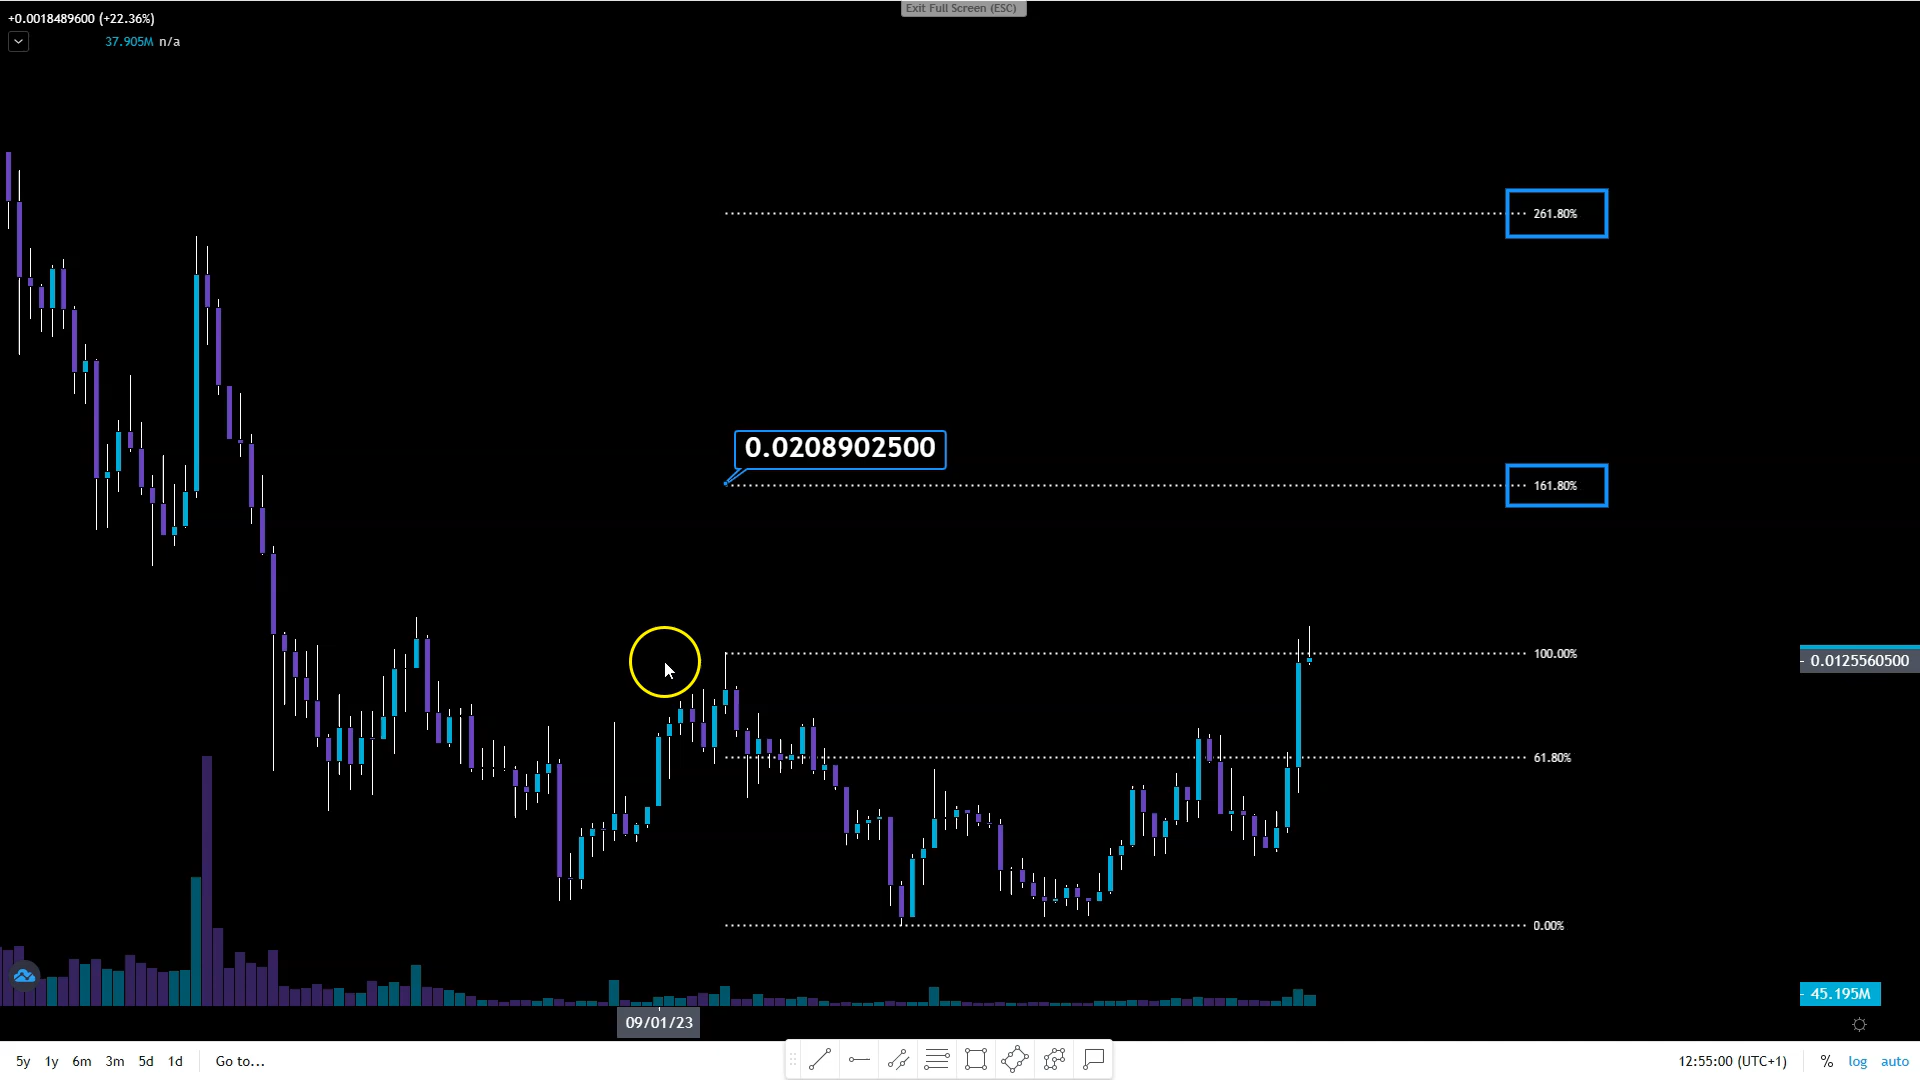 Exit Full Screen (ESC)
+0.0018489600 (+22.36%)
37.905M n/a
261.80%
0.0208902500
161.80%
100.00%
0.0125560500
61.80%
0.00%
45.195M
09/01/23
5y 1y 6m 3m 5d 1d Go to... 12:55:00 (UTC+1) % log auto